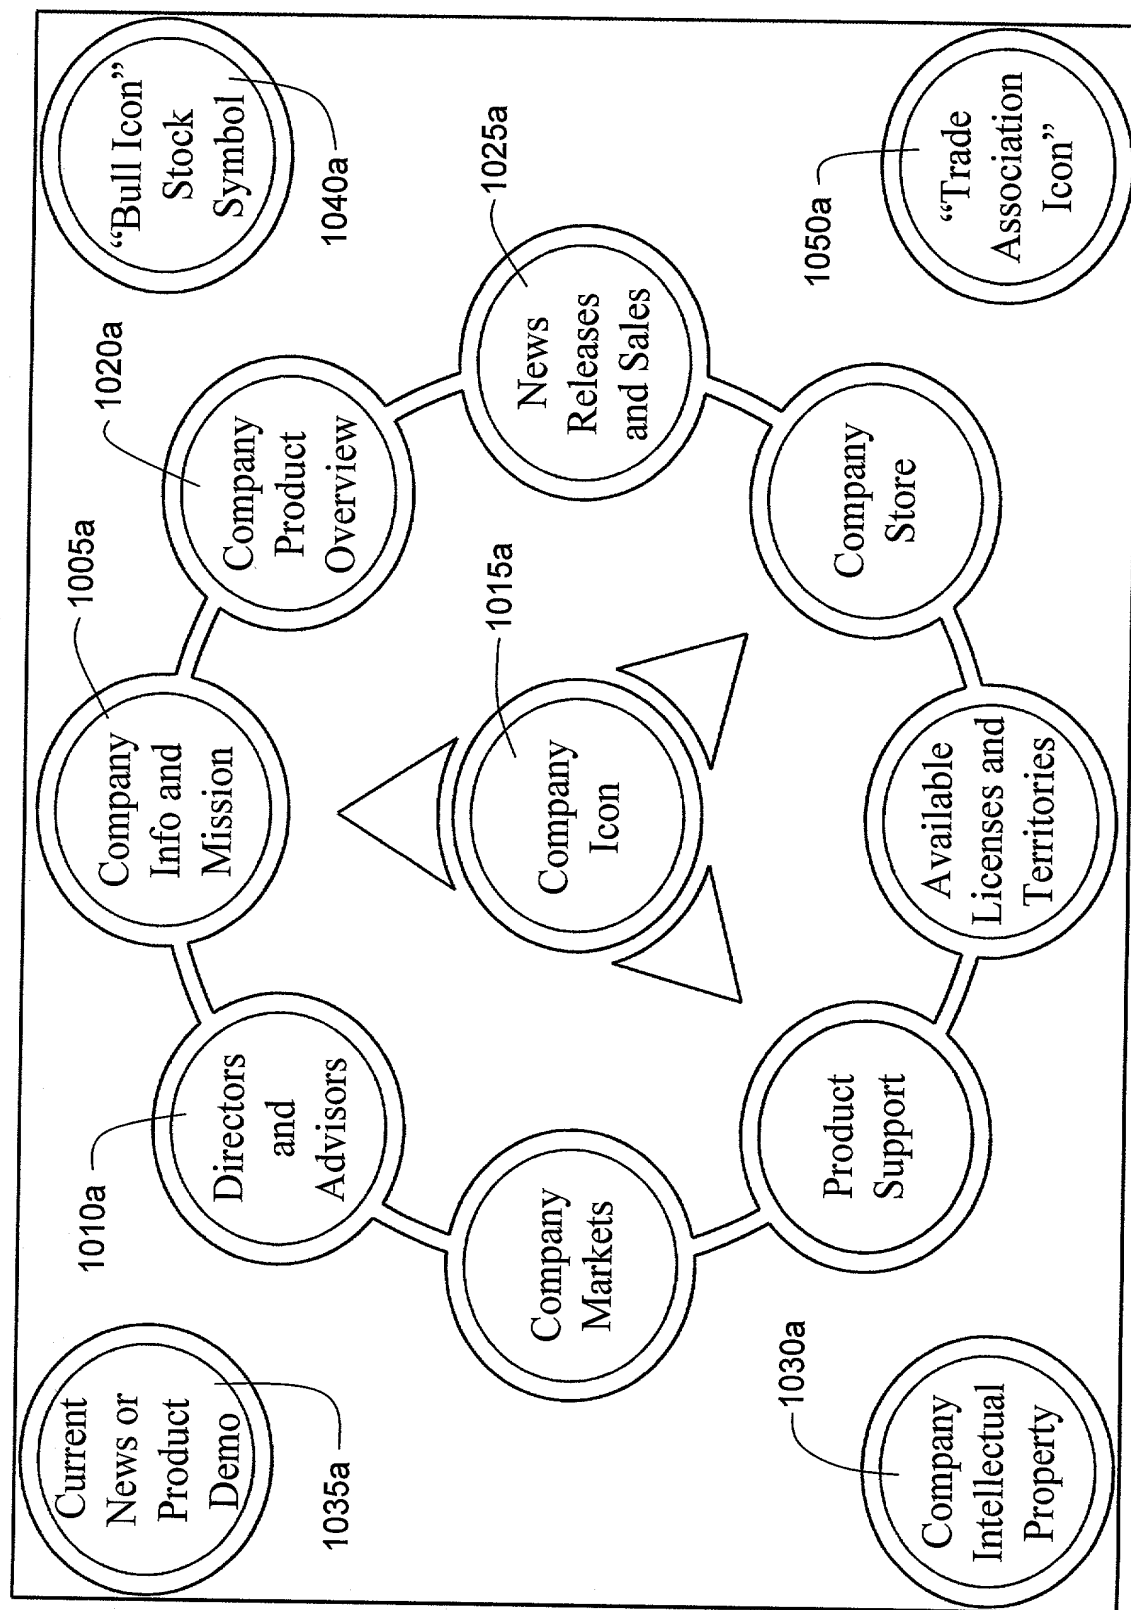 Current
News or
Product
Demo
1035a
Company
Info and
Mission
1005a
"Bull Icon"
Stock
Symbol
1040a
Directors
and
Advisors
1010a
Company
Product
Overview
1020a
Company
Markets
Company
Icon
1015a
News
Releases
and Sales
1025a
Product
Support
Company
Store
Company
Intellectual
Property
1030a
Available
Licenses and
Territories
“Trade
Association
Icon”
1050a